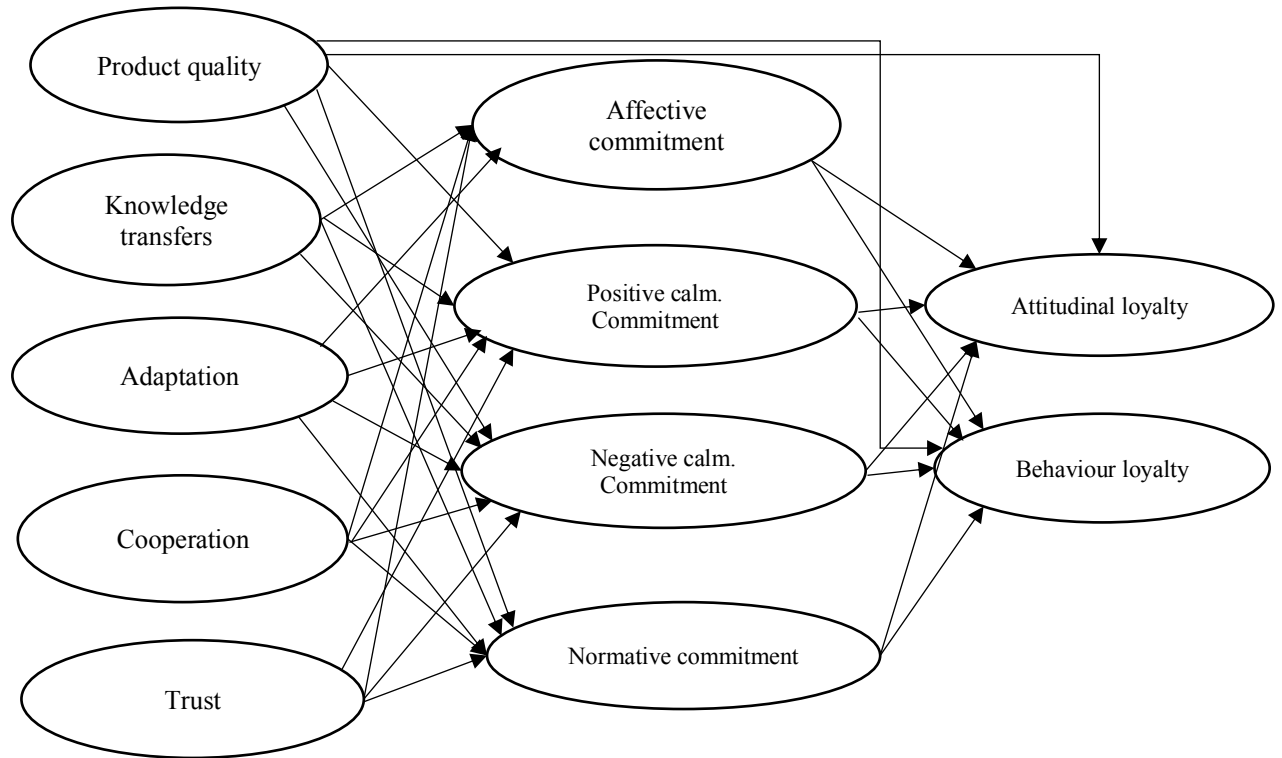 Product quality
Knowledge
transfers
Adaptation
Cooperation
Trust
Affective
commitment
Positive calm.
Commitment
Negative calm.
Commitment
Normative commitment
Attitudinal loyalty
Behaviour loyalty